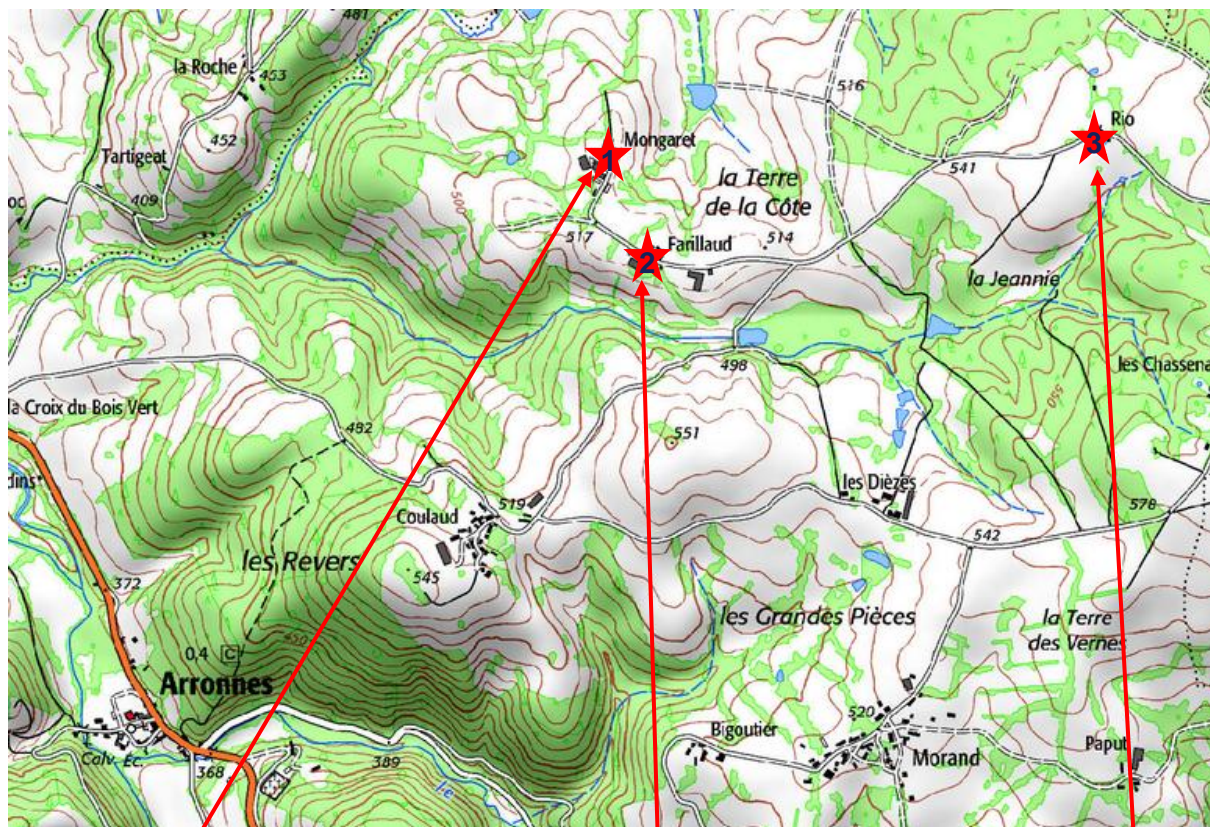 481
la Roche
453
516
Mongaret
1
Rio
3
452
la Terre
de la Côte
541
Tartigeat
500
409
517
514
Farillaud
2
la Jeannie
498
les Chassena
la Croix du Bois Vert
482
551
550
les Dièzes
519
578
Coulaud
542
les Revers
545
372
les Grandes Pièces
la Terre
des Vernes
450
0,4 C
Arronnes
520
Bigoutier
Morand
Paput
Calv. Ec.
368
389